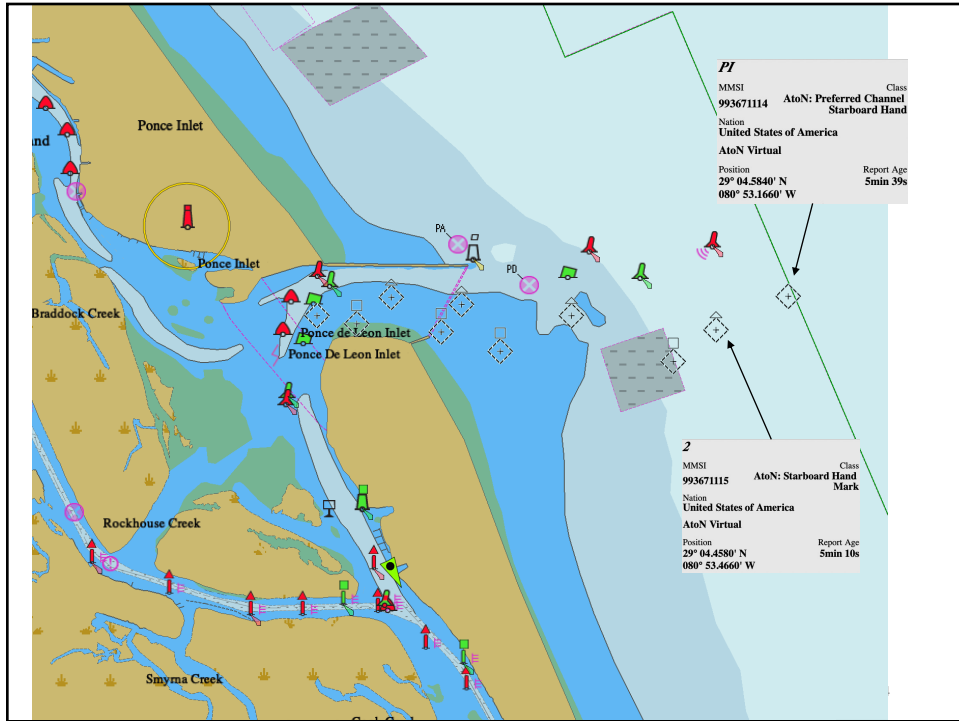 PI
MMSI Class
993671114 AtoN: Preferred Channel
Starboard Hand
Nation
United States of America
AtoN Virtual
Position Report Age
29° 04.5840' N 5min 39s
080° 53.1660' W
Ponce Inlet
and
PA
PD
Ponce Inlet
Braddock Creek
Ponce de Leon Inlet
Ponce De Leon Inlet
2
MMSI Class
993671115 AtoN: Starboard Hand
Mark
Nation
United States of America
AtoN Virtual
Position Report Age
29° 04.4580' N 5min 10s
080° 53.4660' W
Rockhouse Creek
Smyrna Creek